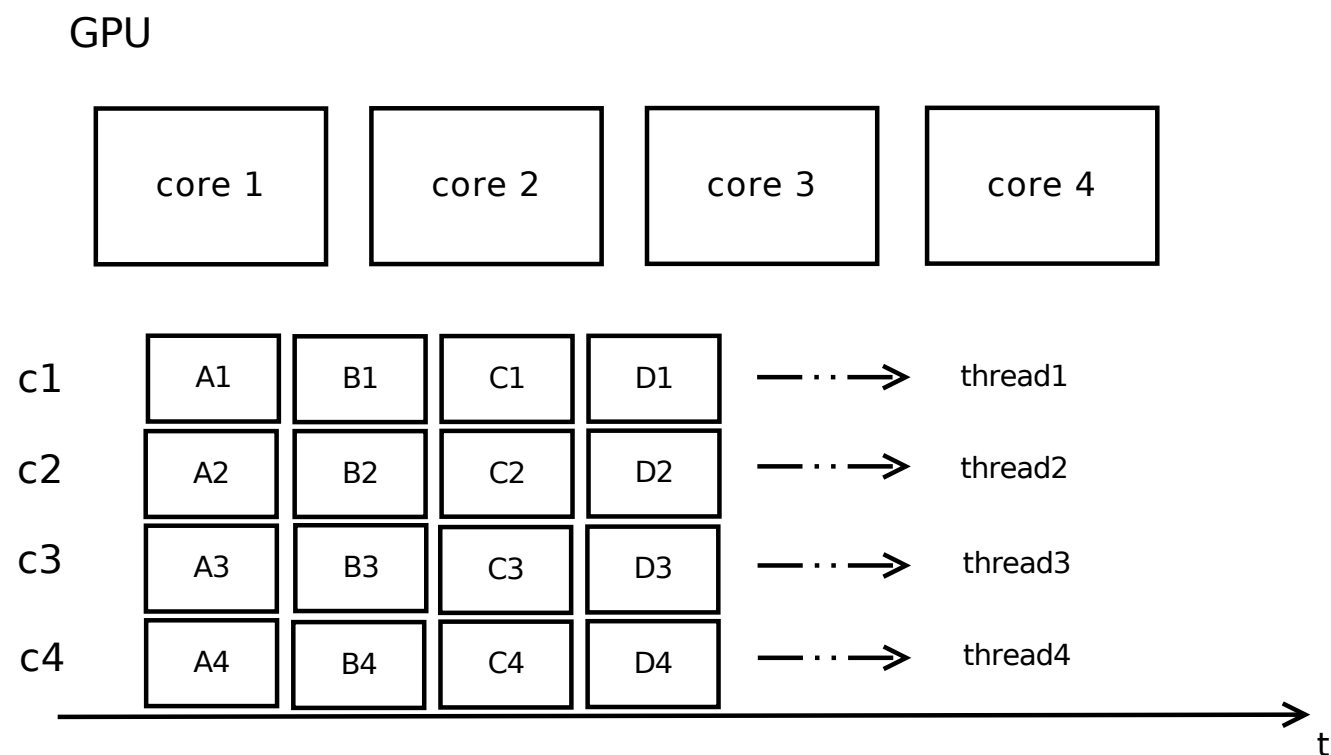 GPU
core 1 core 2 core 3 core 4
c1 A1 B1 C1 D1 thread1
c2 A2 B2 C2 D2 thread2
c3 A3 B3 C3 D3 thread3
c4 A4 B4 C4 D4 thread4
t